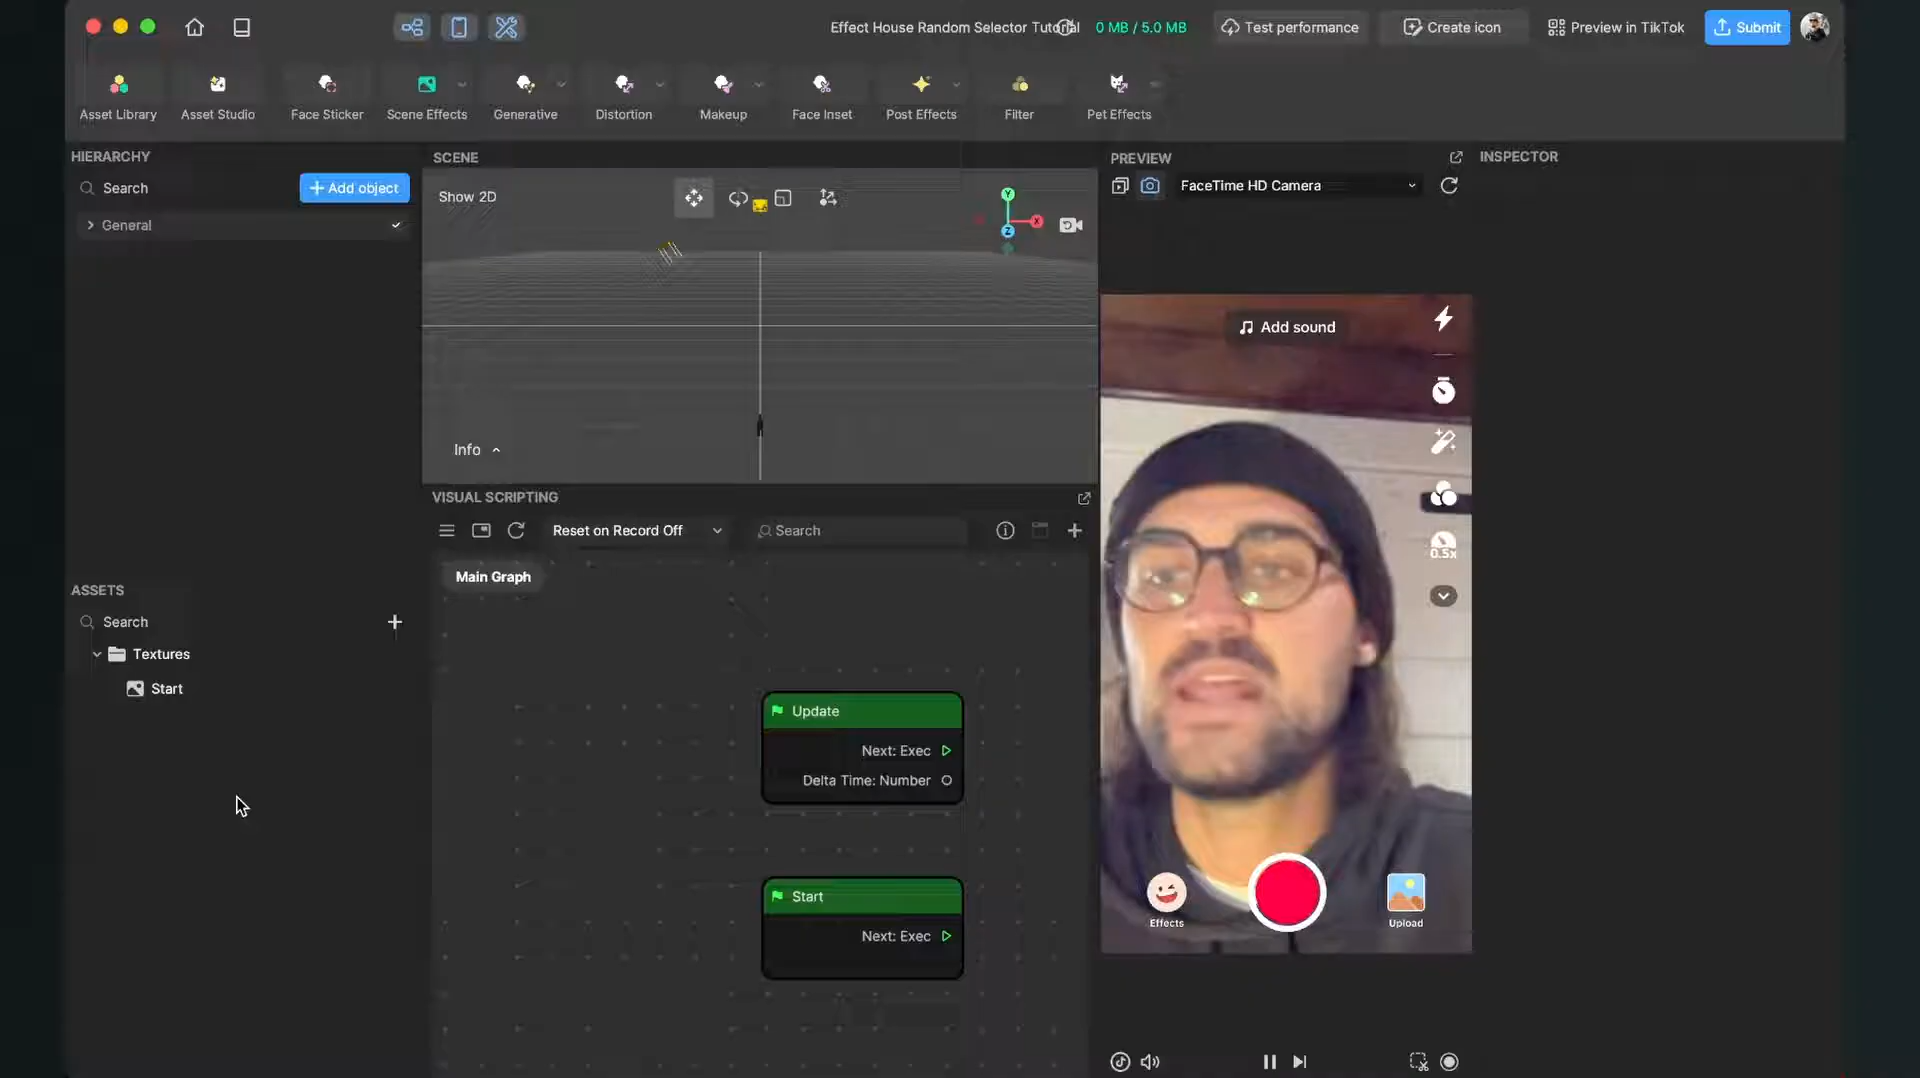 Effect House Random Selector Tutorial
0 MB / 5.0 MB
Test performance
Create icon
Preview in TikTok
Submit
Asset Library
Asset Studio
Face Sticker
Scene Effects
Generative
Distortion
Makeup
Face Inset
Post Effects
Filter
Pet Effects
HIERARCHY
Search
+ Add object
General
SCENE
Show 2D
Y
X
Z
Info
PREVIEW
FaceTime HD Camera
INSPECTOR
Add sound
0.5x
Effects
Upload
VISUAL SCRIPTING
Reset on Record Off
Search
Main Graph
Update
Next: Exec
Delta Time: Number
Start
Next: Exec
ASSETS
Search
Textures
Start